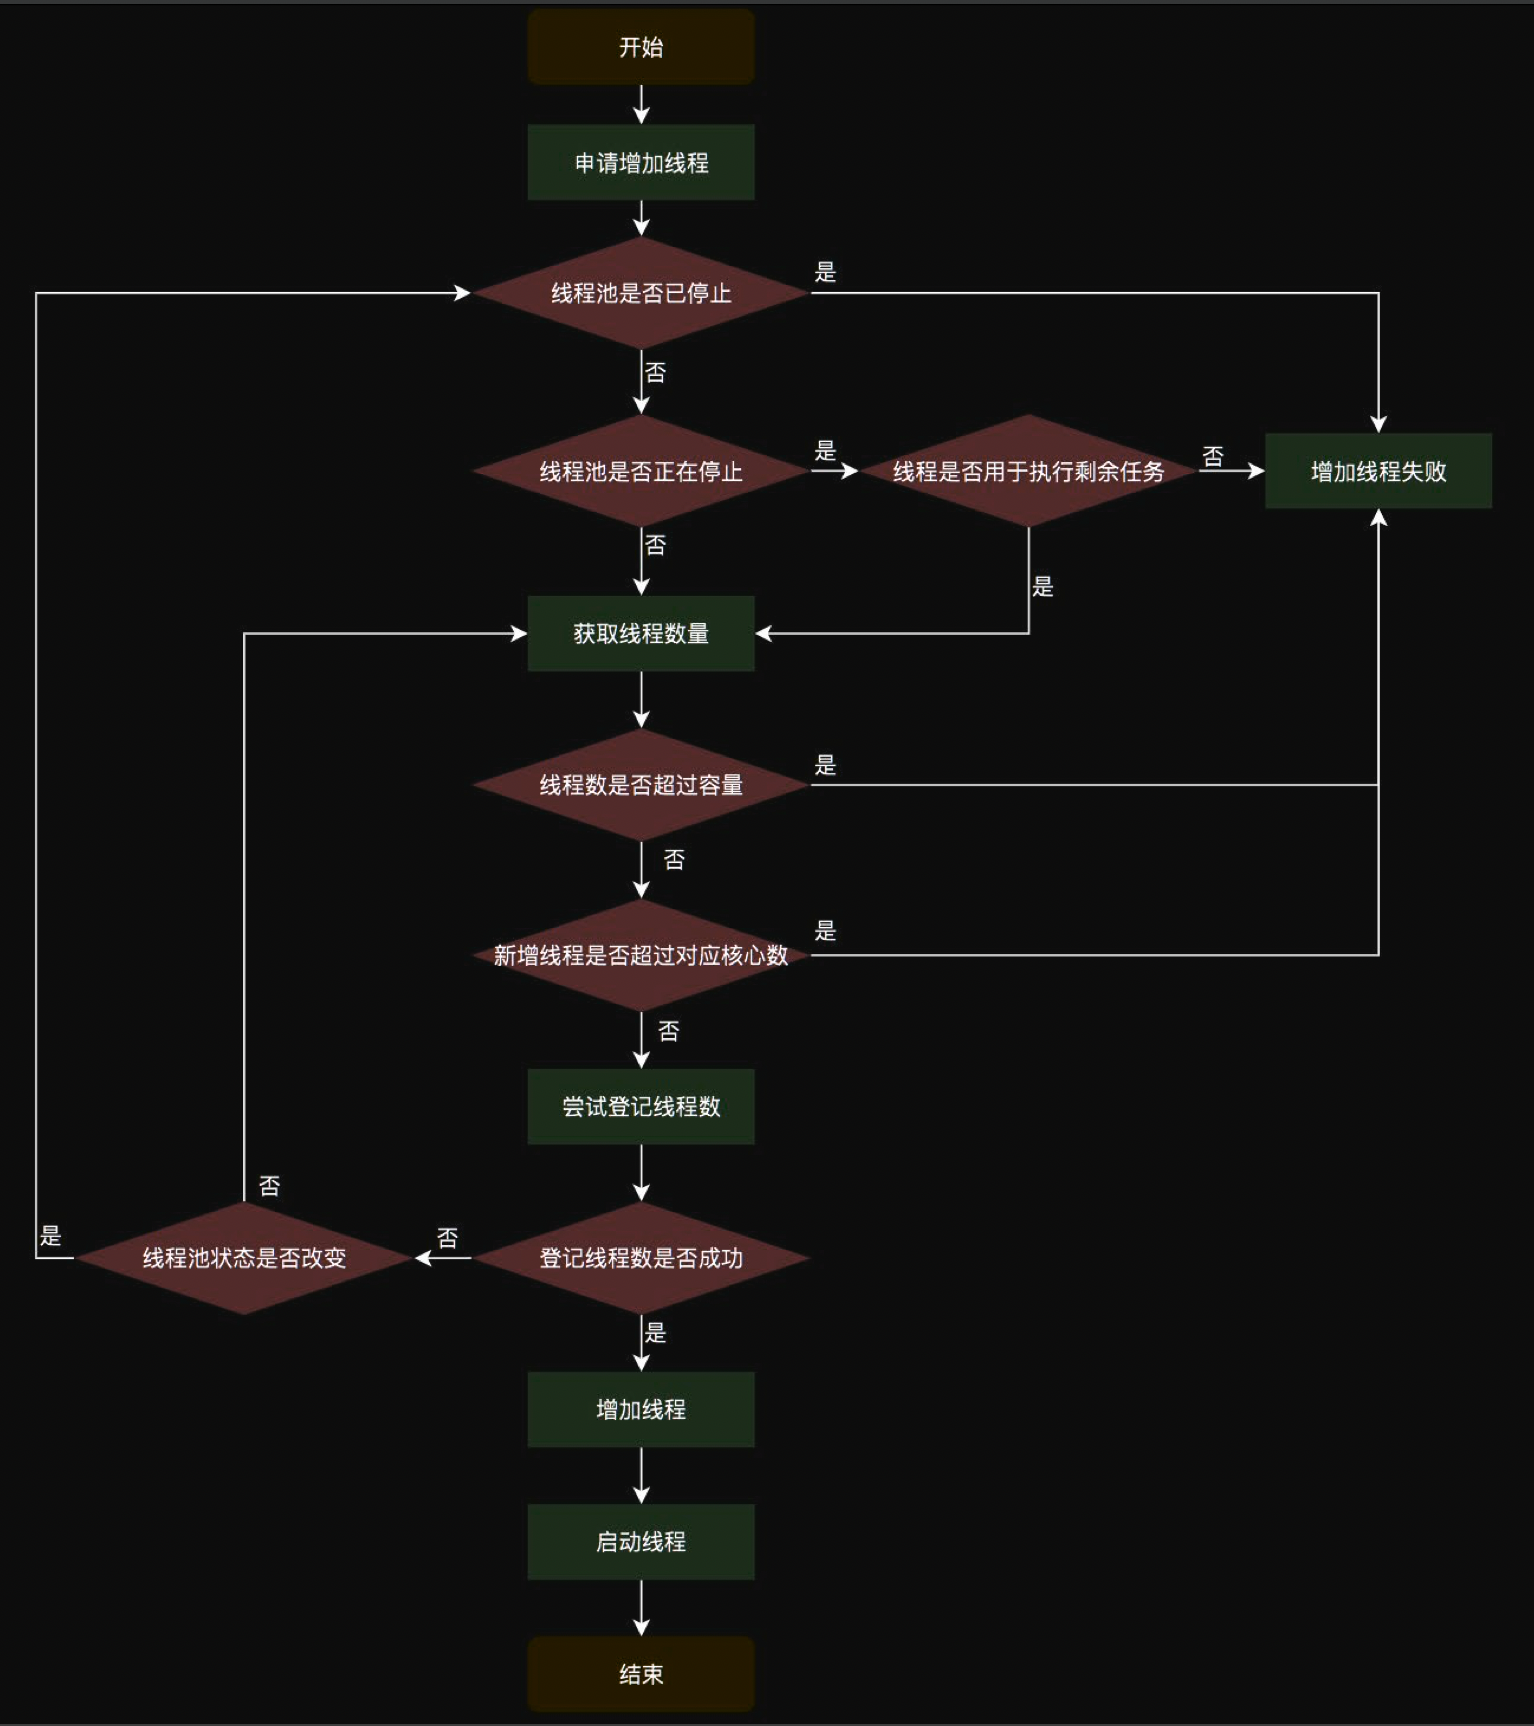 开始
申请增加线程
线程池是否已停止
是
否
线程池是否正在停止
是
线程是否用于执行剩余任务
否
增加线程失败
否
是
获取线程数量
线程数是否超过容量
是
否
新增线程是否超过对应核心数
是
否
尝试登记线程数
否
是
线程池状态是否改变
否
登记线程数是否成功
是
增加线程
启动线程
结束